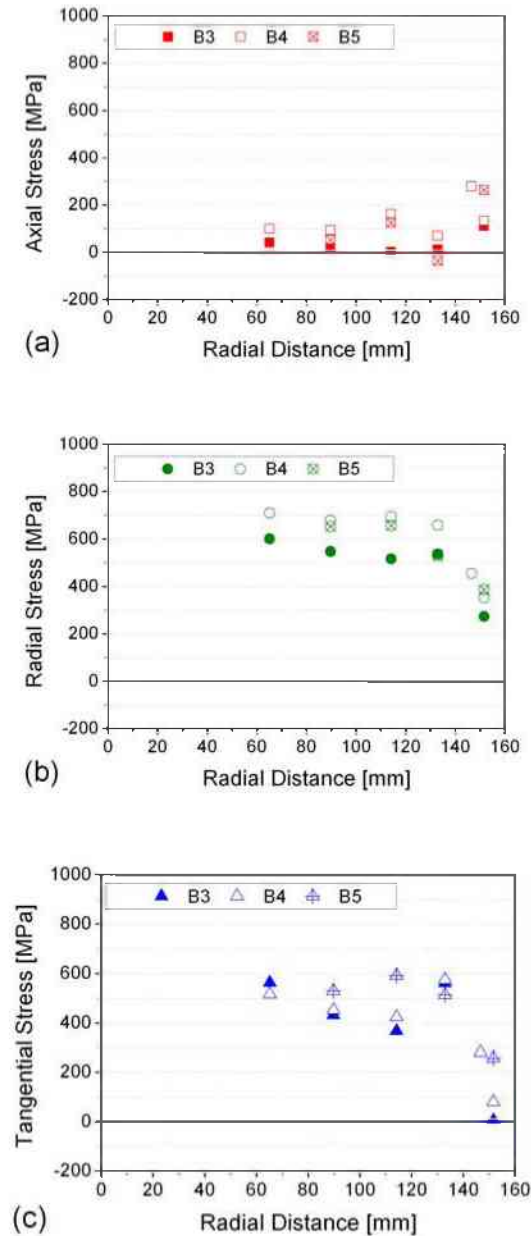 1000
B3 B4 B5
800
600
400
200
0
-200
Axial Stress [MPa]
0 20 40 60 80 100 120 140 160
(a)
Radial Distance [mm]
1000
B3 B4 B5
800
600
400
200
0
-200
Radial Stress [MPa]
0 20 40 60 80 100 120 140 160
(b)
Radial Distance [mm]
1000
B3 B4 B5
800
600
400
200
0
-200
Tangential Stress [MPa]
0 20 40 60 80 100 120 140 160
(c)
Radial Distance [mm]